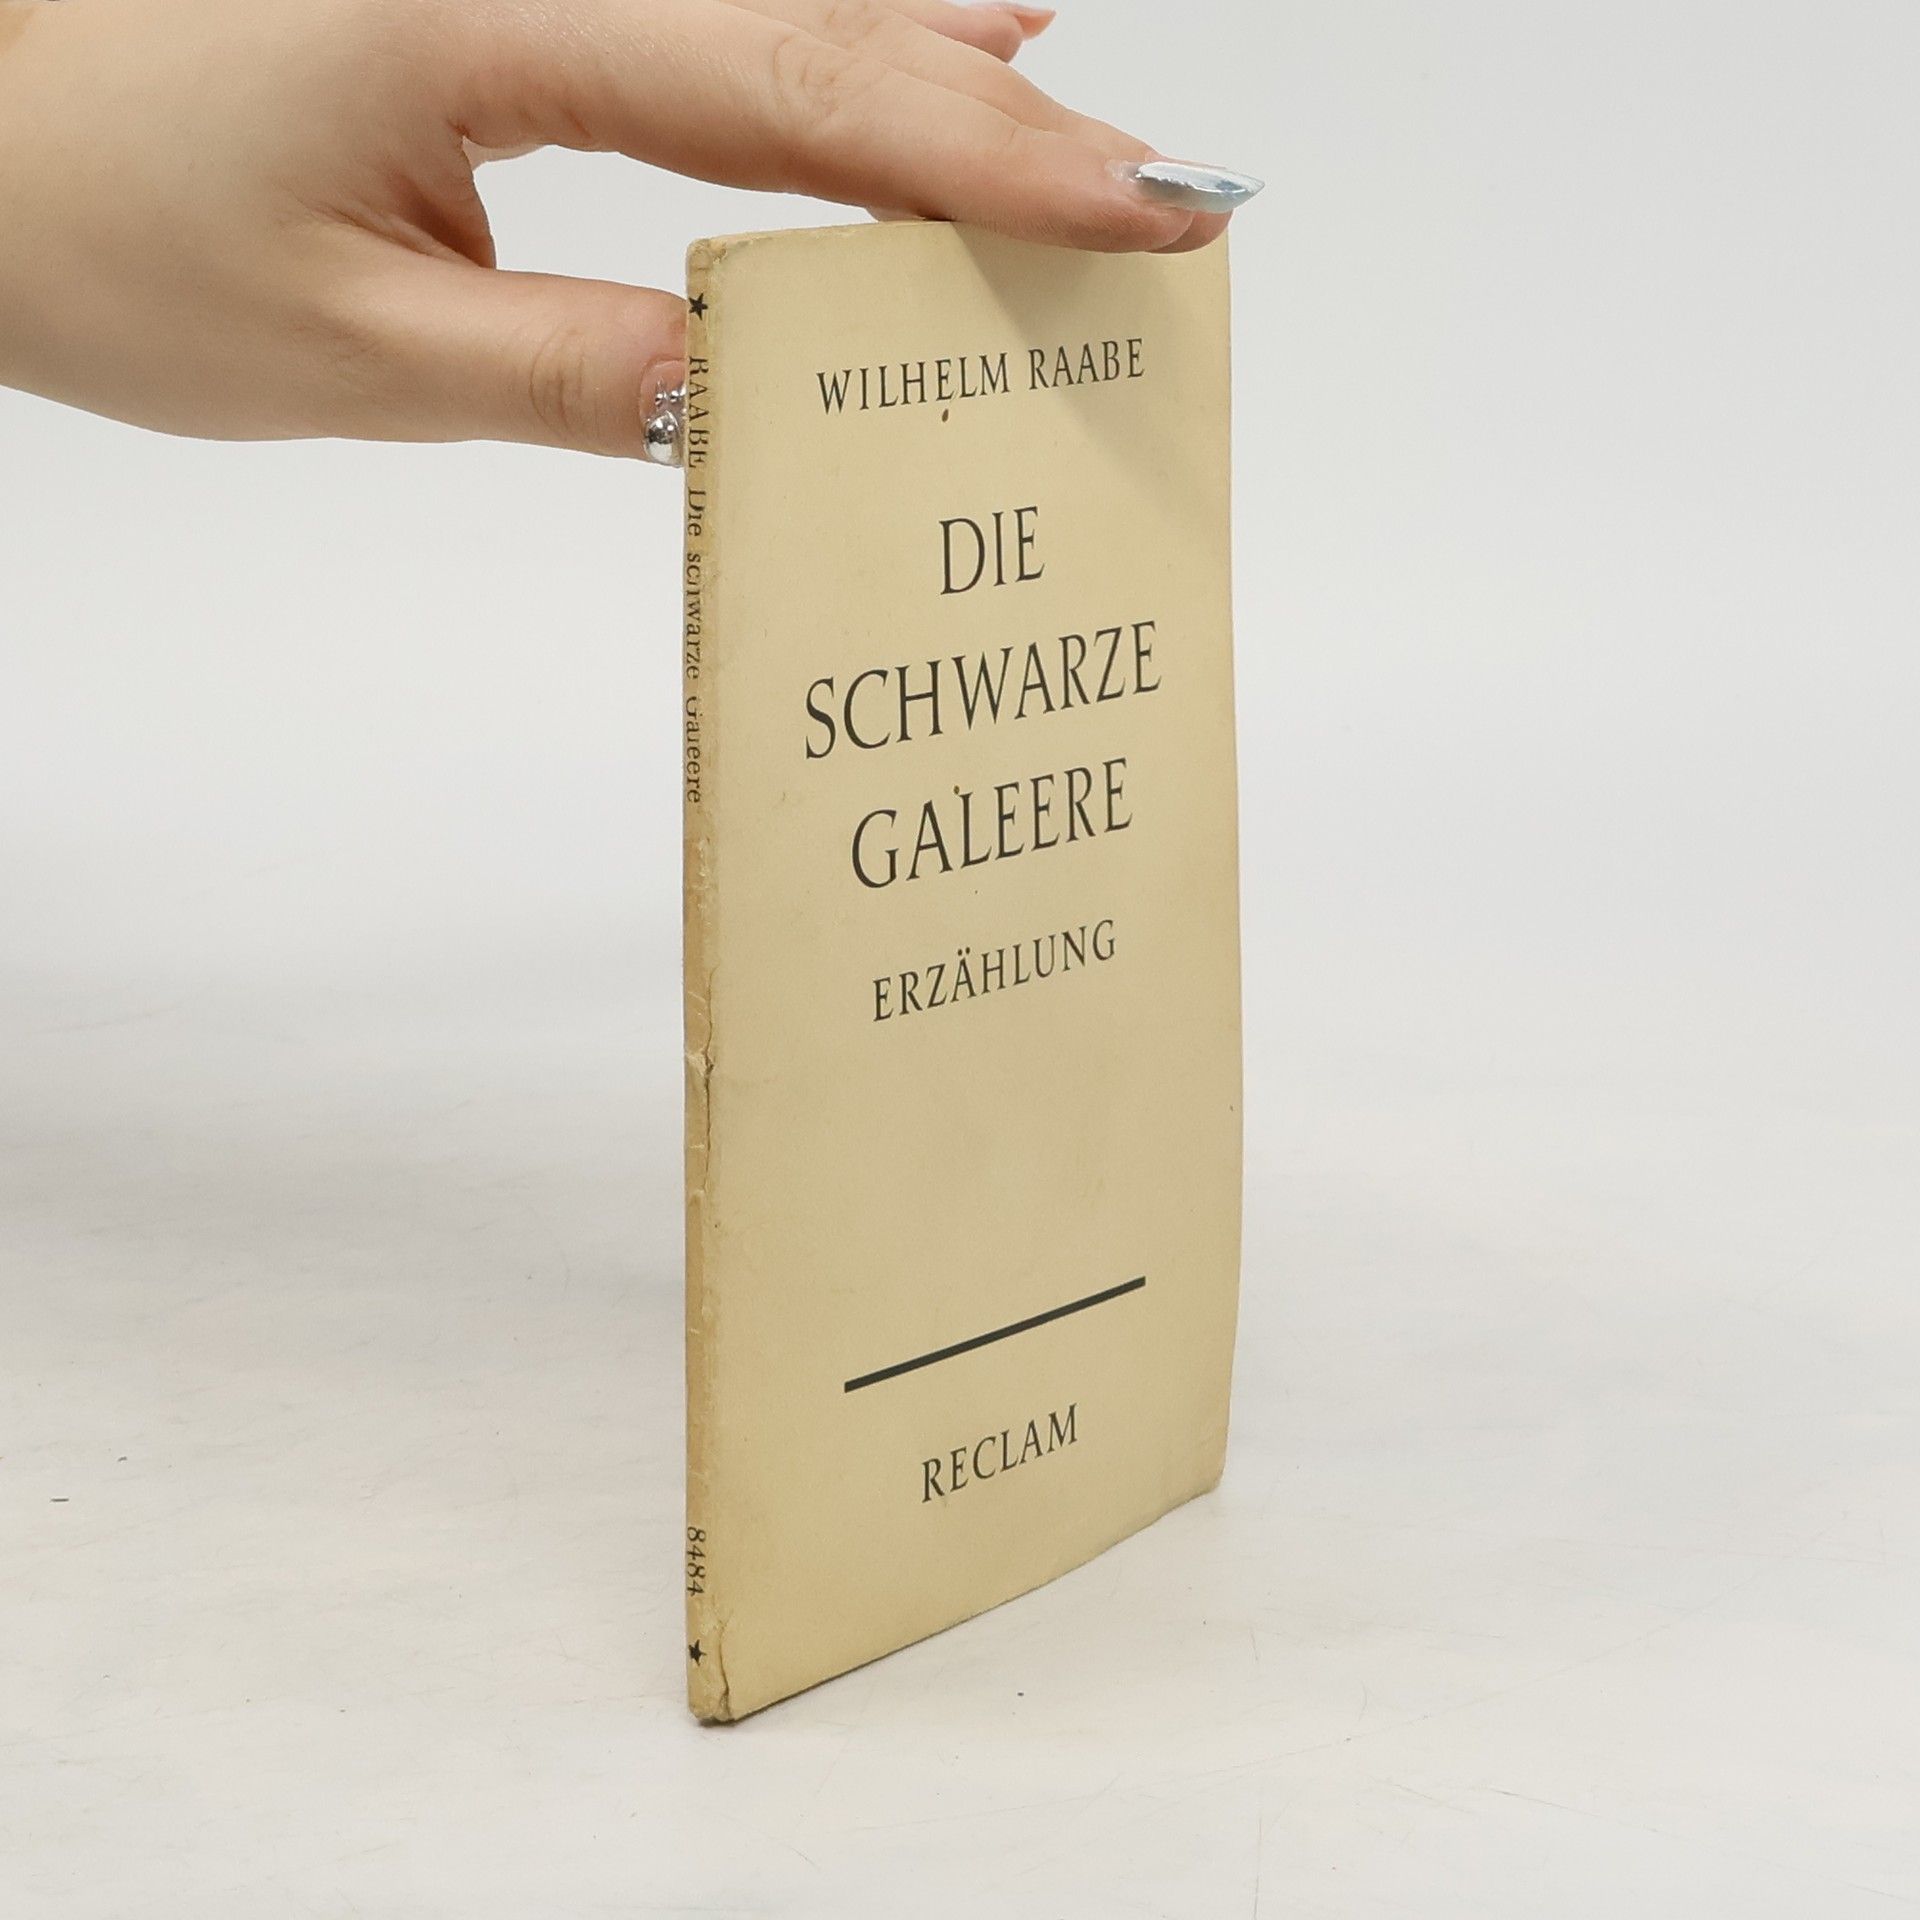 ★ RAABE Die schwarze Galeere 8484 ★
WILHELM RAABE
DIE
SCHWARZE
GALEERE
ERZÄHLUNG
RECLAM